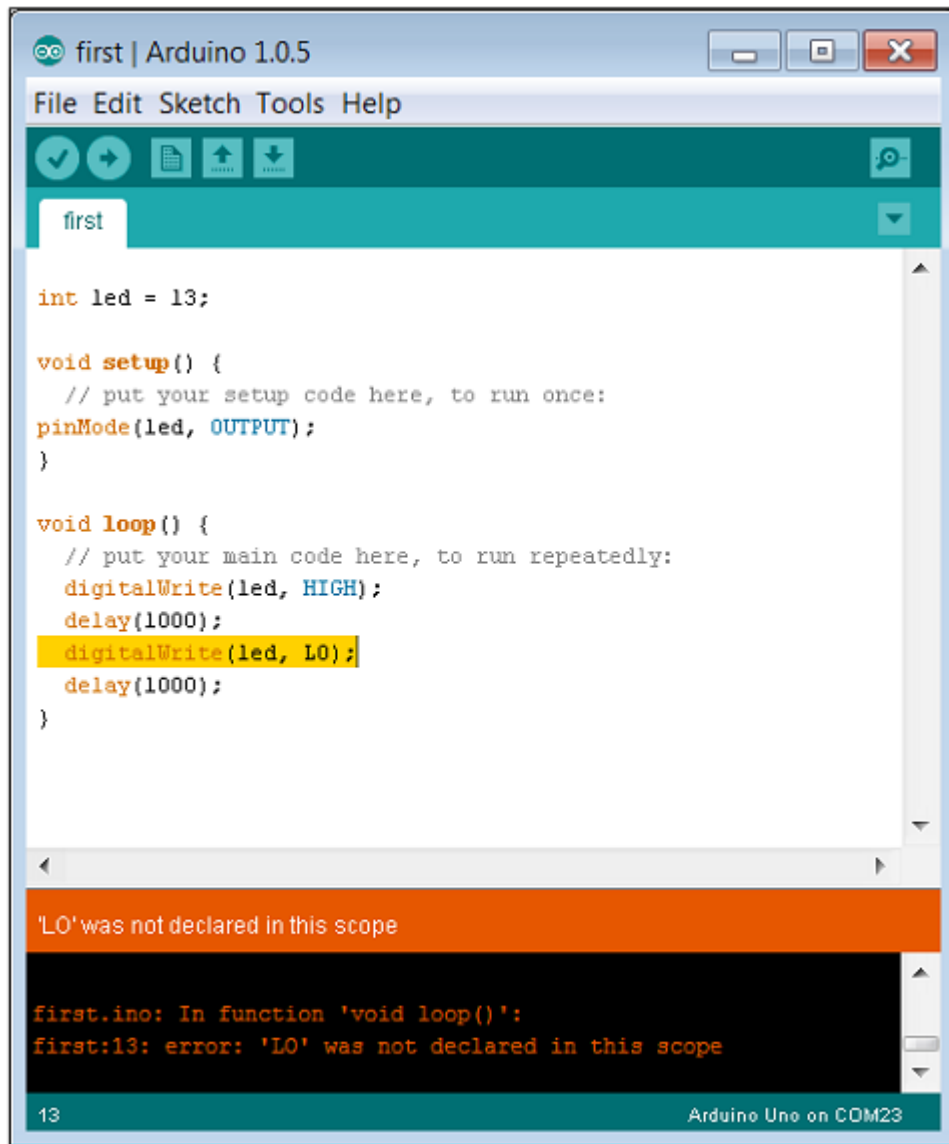 first | Arduino 1.0.5
File Edit Sketch Tools Help
first
int led = 13;
void setup() {
// put your setup code here, to run once:
pinMode(led, OUTPUT);
}
void loop() {
// put your main code here, to run repeatedly:
digitalWrite(led, HIGH);
delay(1000);
digitalWrite(led, LO);
delay(1000);
}
'LO' was not declared in this scope
first.ino: In function 'void loop()':
first:13: error: 'LO' was not declared in this scope
13 Arduino Uno on COM23